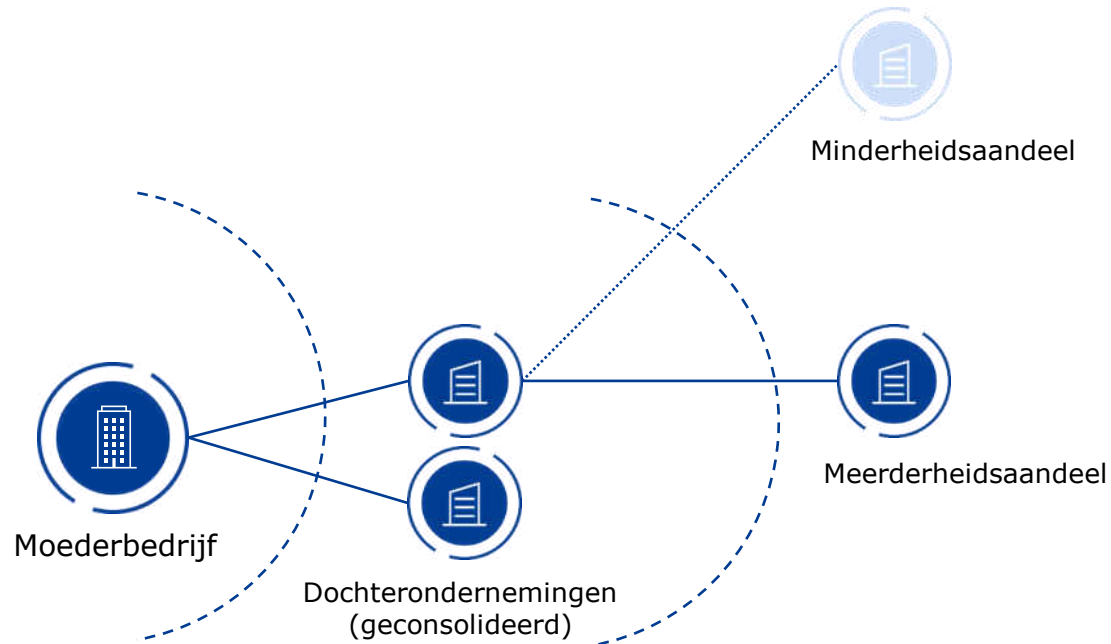 Minderheidsaandeel
Meerderheidsaandeel
Moederbedrijf
Dochterondernemingen
(geconsolideerd)